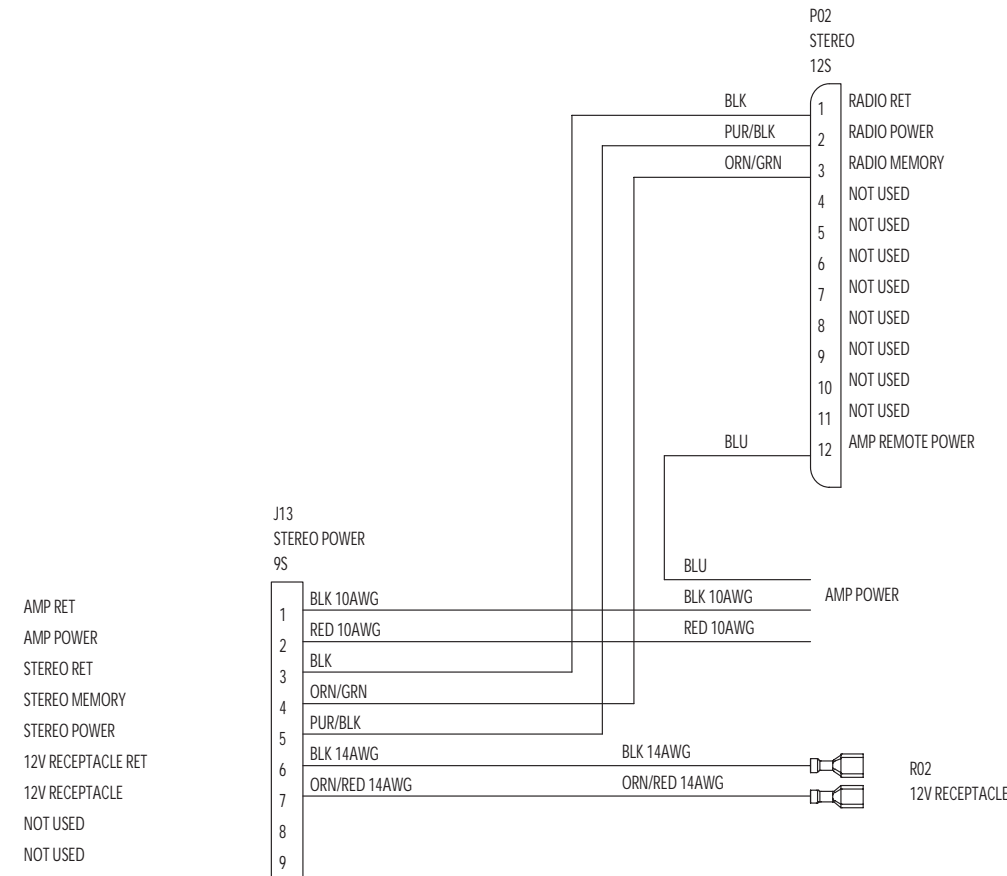 P02
STEREO
12S
BLK 1 RADIO RET
PUR/BLK 2 RADIO POWER
ORN/GRN 3 RADIO MEMORY
4 NOT USED
5 NOT USED
6 NOT USED
7 NOT USED
8 NOT USED
9 NOT USED
10 NOT USED
11 NOT USED
BLU 12 AMP REMOTE POWER
J13
STEREO POWER
9S
BLU
AMP RET 1 BLK 10AWG BLK 10AWG AMP POWER
AMP POWER 2 RED 10AWG RED 10AWG
STEREO RET 3 BLK
STEREO MEMORY 4 ORN/GRN
STEREO POWER 5 PUR/BLK
12V RECEPTACLE RET 6 BLK 14AWG BLK 14AWG R02
12V RECEPTACLE 7 ORN/RED 14AWG ORN/RED 14AWG 12V RECEPTACLE
NOT USED 8
NOT USED 9